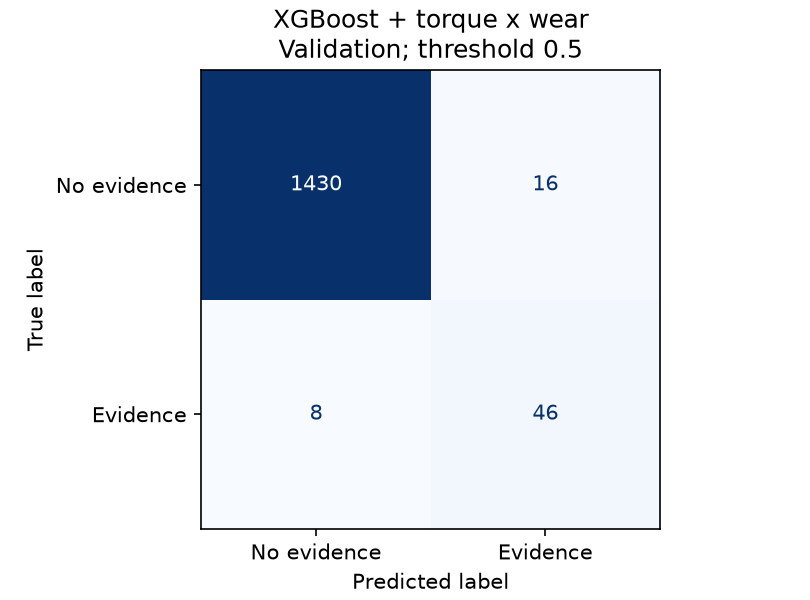 XGBoost + torque x wear
Validation; threshold 0.5
No evidence
1430
16
True label
Evidence
8
46
No evidence
Evidence
Predicted label